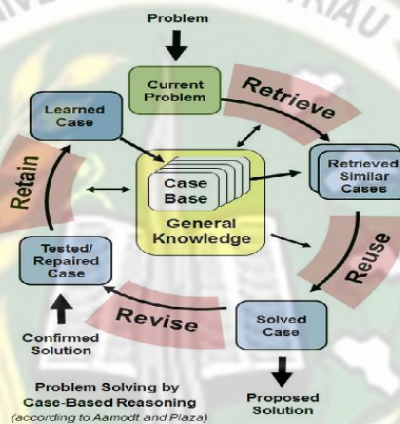 Problem
Current
Problem
Retrieve
Learned
Case
Retrieved
Similar
Cases
Case
Base
General
Knowledge
Retain
Tested/
Repaired
Case
Reuse
Revise
Solved
Case
Confirmed
Solution
Proposed
Solution
Problem Solving by
Case-Based Reasoning
(according to Aamodt and Plaza)